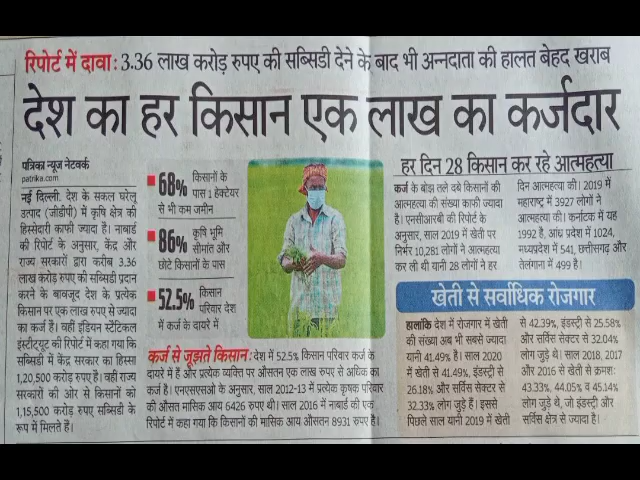 रिपोर्ट में दावा : 3.36 लाख करोड़ रुपए की सब्सिडी देने के बाद भी अन्नदाता की हालत बेहद खराब
देश का हर किसान एक लाख का कर्जदार
पत्रिका न्यूज नेटवर्क
patrika.com
नई दिल्ली. देश के सकल घरेलू
उत्पाद (जीडीपी) में कृषि क्षेत्र की
हिस्सेदारी काफी ज्यादा है। नाबार्ड
की रिपोर्ट के अनुसार, केंद्र और
राज्य सरकारों द्वारा करीब 3.36
लाख करोड़ रुपए की सब्सिडी प्रदान
करने के बावजूद देश के प्रत्येक
किसान पर एक लाख रुपए से ज्यादा
का कर्जा है। वहीं इंडियन स्टैटिकल
इंस्टीट्यूट की रिपोर्ट में कहा गया कि
सब्सिडी में केंद्र सरकार का हिस्सा
1,20,500 करोड़ रुपए है। वहीं राज्य
सरकारों की ओर से किसानों को
1,15,500 करोड़ रुपए सब्सिडी के
रूप में मिलते हैं।
68% किसानों के
पास 1 हेक्टेयर
से भी कम जमीन
86% कृषि भूमि
सीमांत और
छोटे किसानों के पास
52.5% किसान
परिवार देश
में कर्ज के दायरे में
कर्ज से जूझते किसान: देश में 52.5% किसान परिवार कर्ज के
दायरे में हैं और प्रत्येक व्यक्ति पर औसतन एक लाख रुपए से अधिक का
कर्ज है। एनएसएसओ के अनुसार, साल 2012-13 में प्रत्येक कृषक परिवार
की औसत मासिक आय 6426 रुपए थी। साल 2016 में नाबार्ड की एक
रिपोर्ट में कहा गया कि किसानों की मासिक आय औसतन 8931 रुपए है।
हर दिन 28 किसान कर रहे आत्महत्या
कर्ज के बोझ तले दबे किसानों की
आत्महत्या की संख्या काफी ज्यादा
है। एनसीआरबी की रिपोर्ट के
अनुसार, साल 2019 में खेती पर
निर्भर 10,281 लोगों ने आत्महत्या
कर ली थी यानी 28 लोगों ने हर
दिन आत्महत्या की। 2019 में
महाराष्ट्र में 3927 लोगों ने
आत्महत्या की। कर्नाटक में यह
1992 है, आंध्रप्रदेश में 1024,
मध्यप्रदेश में 541, छत्तीसगढ़ और
तेलंगाना में 499 है।
खेती से सर्वाधिक रोजगार
हालांकि देश में रोजगार में खेती
की संख्या अब भी सबसे ज्यादा
यानी 41.49% है। साल 2020
में खेती से 41.49%, इंडस्ट्री से
26.18% और सर्विस सेक्टर से
32.33% लोग जुड़े हैं। इससे
पिछले साल यानी 2019 में खेती
से 42.39%, इंडस्ट्री से 25.58%
और सर्विस सेक्टर से 32.04%
लोग जुड़े थे। साल 2018, 2017
और 2016 से खेती से क्रमश:
43.33%, 44.05% व 45.14%
लोग जुड़े थे, जो इंडस्ट्री और
सर्विस क्षेत्र से ज्यादा है।